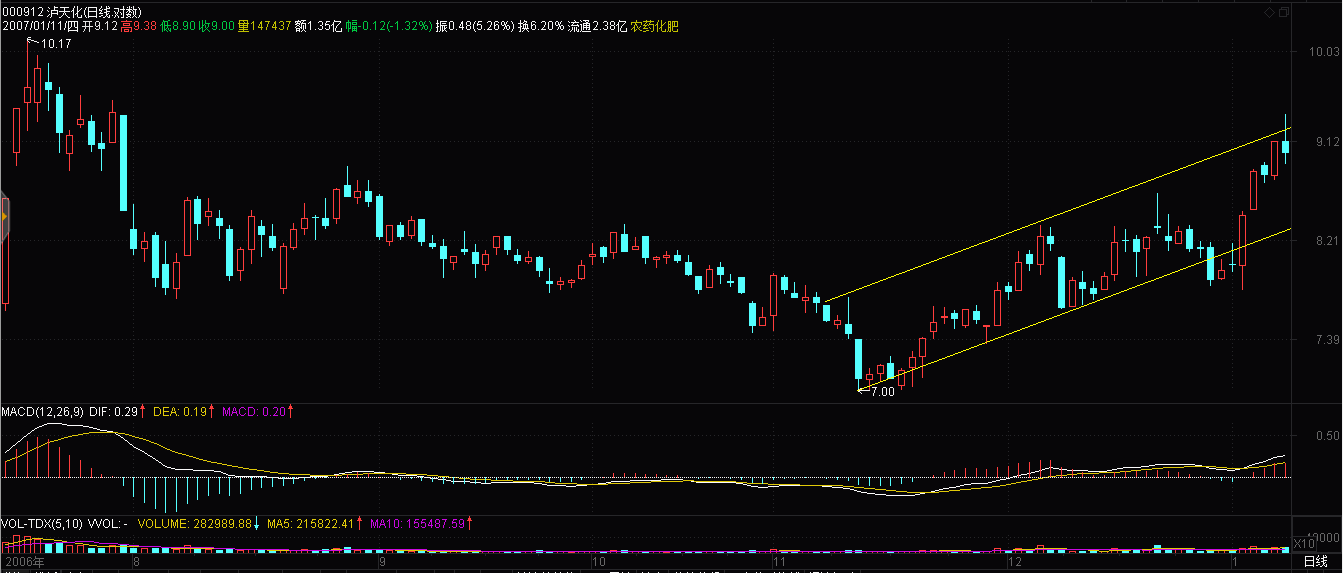 000912 泸天化(日线.对数)
2007/01/11/四 开9.12 高9.38 低8.90 收9.00 量147437 额1.35亿 幅-0.12(-1.32%) 振0.48(5.26%) 换6.20% 流通2.38亿 农药化肥
10.17
10.03
9.12
8.21
7.39
7.00
MACD(12,26,9) DIF: 0.29 DEA: 0.19 MACD: 0.20
0.50
VOL-TDX(5,10) VVOL: - VOLUME: 282989.88 MA5: 215822.41 MA10: 155487.59
X10
2006年 8 9 10 11 12 1 日线